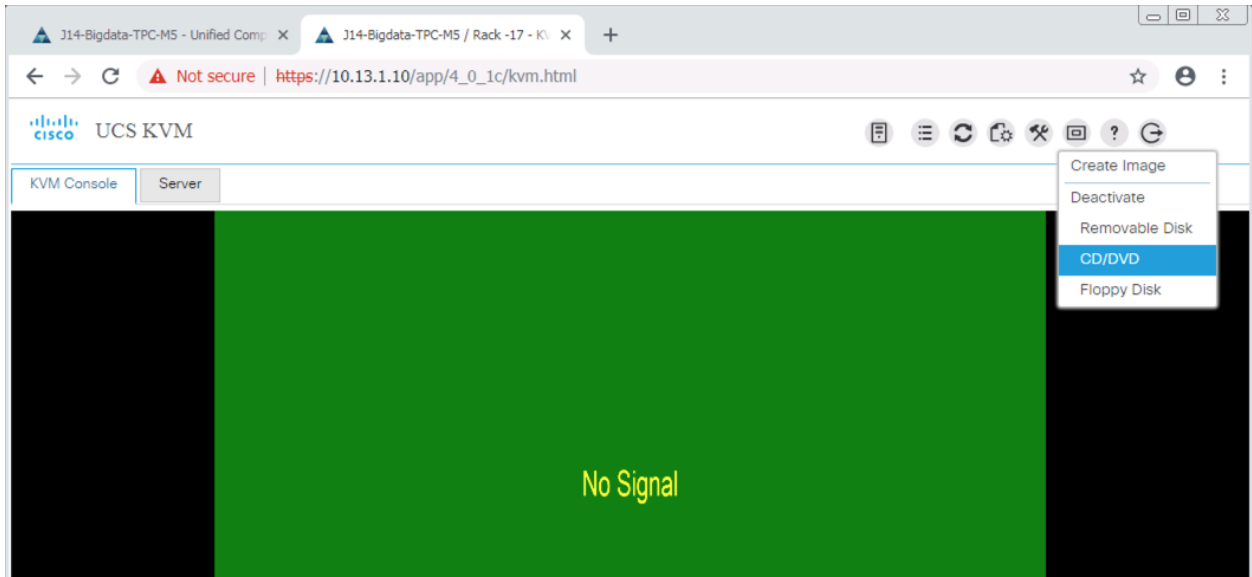 J14-Bigdata-TPC-M5 - Unified Comp
J14-Bigdata-TPC-M5 / Rack -17 - KV
Not secure | https://10.13.1.10/app/4_0_1c/kvm.html
cisco UCS KVM
?
KVM Console Server
Create Image
Deactivate
Removable Disk
CD/DVD
Floppy Disk
No Signal